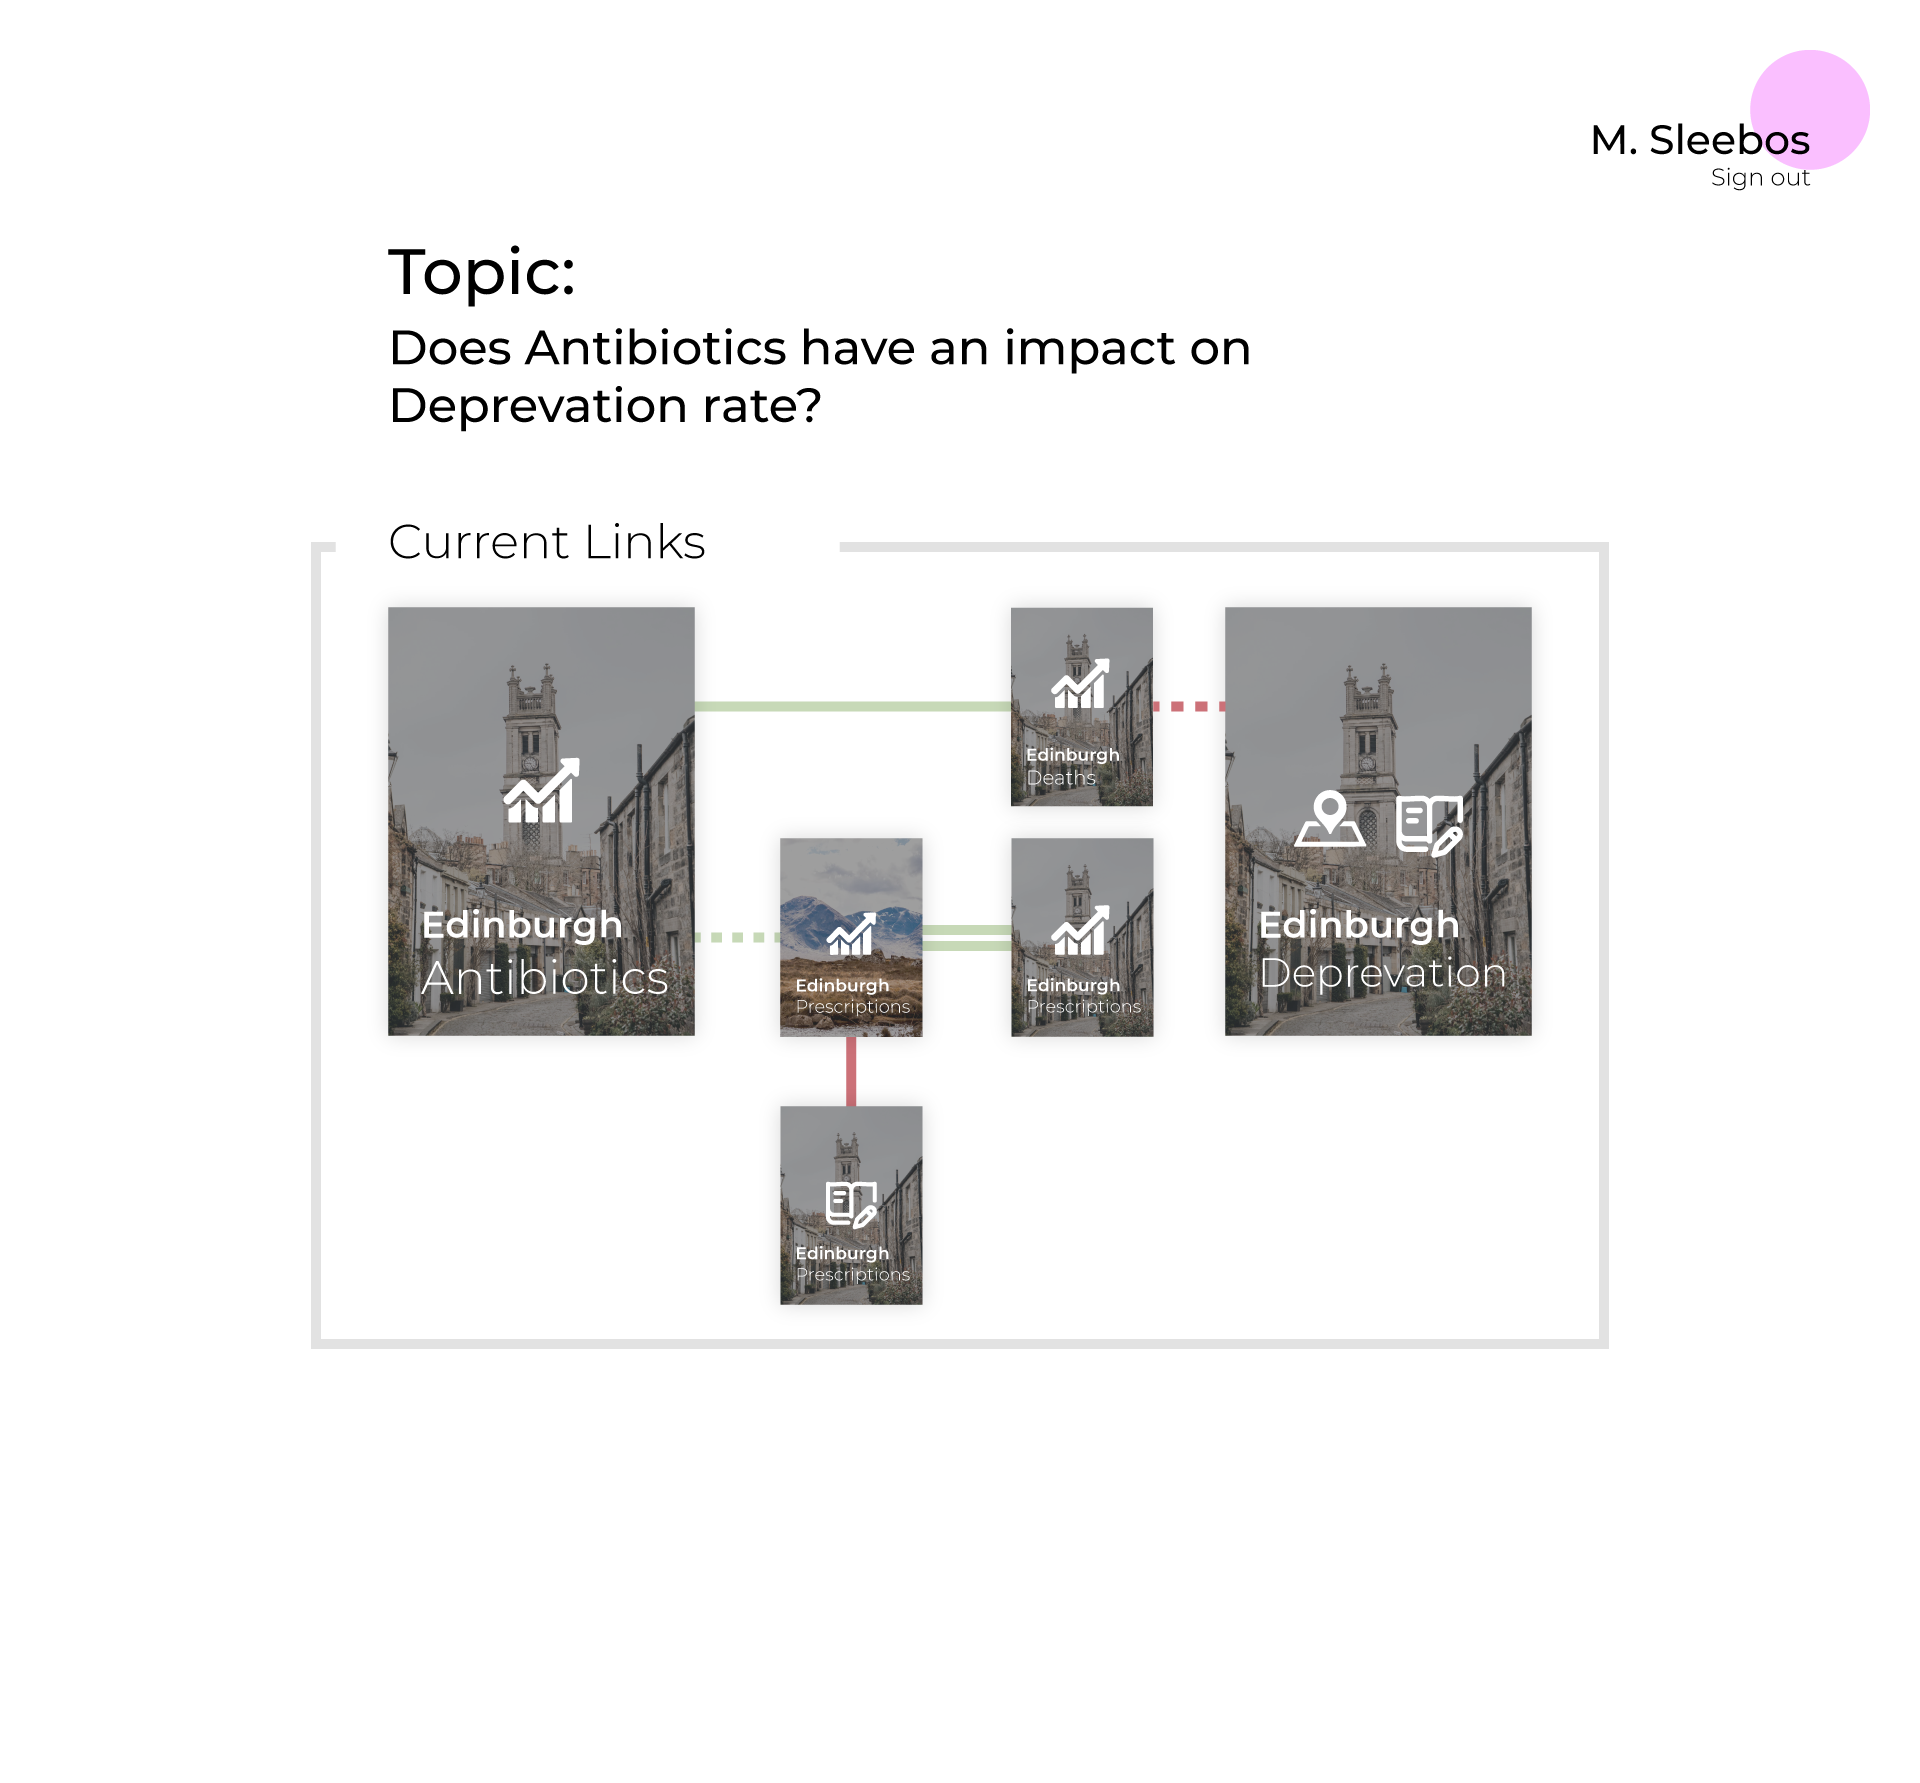 M. Sleebos
Sign out
Topic:
Does Antibiotics have an impact on
Deprevation rate?
Current Links
Edinburgh
Antibiotics
Edinburgh
Prescriptions
Edinburgh
Deaths
Edinburgh
Prescriptions
Edinburgh
Deprevation
Edinburgh
Prescriptions